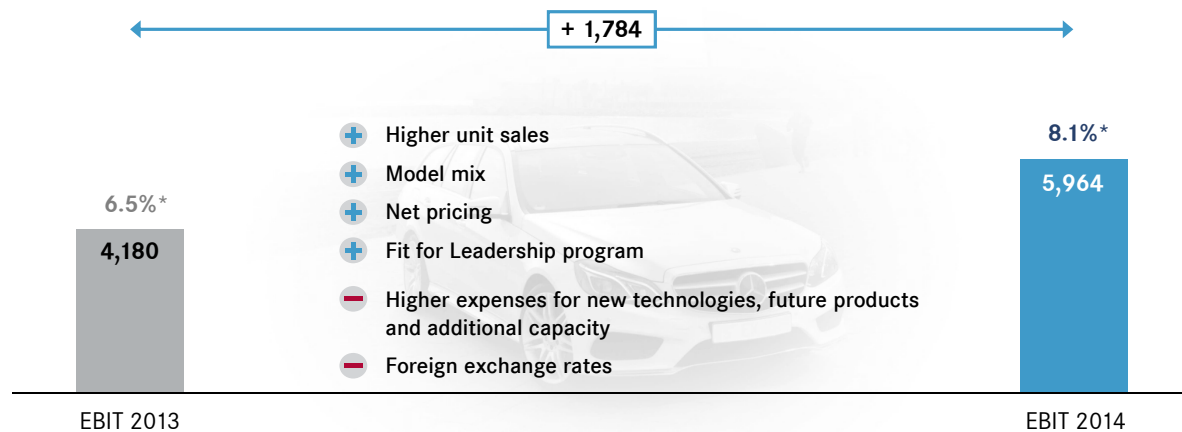 + 1,784
8.1%*
5,964
6.5%*
4,180
Higher unit sales
Model mix
Net pricing
Fit for Leadership program
Higher expenses for new technologies, future products
and additional capacity
Foreign exchange rates
EBIT 2013
EBIT 2014